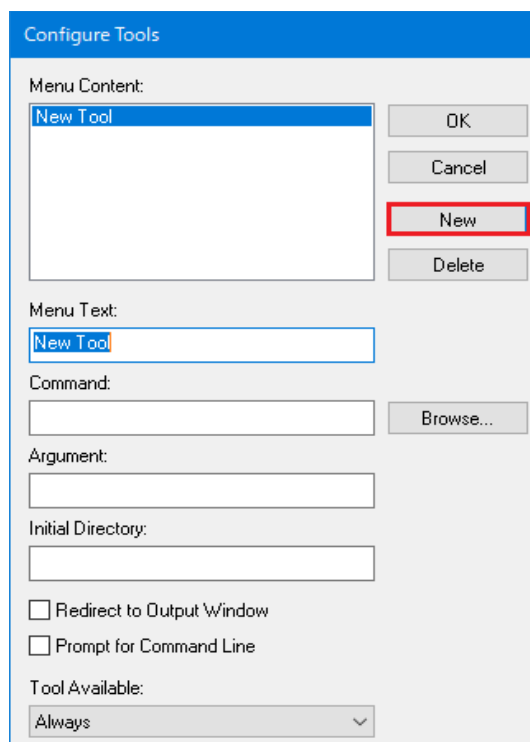 Configure Tools
Menu Content:
New Tool
OK
Cancel
New
Delete
Menu Text:
New Tool
Command:
Browse...
Argument:
Initial Directory:
Redirect to Output Window
Prompt for Command Line
Tool Available:
Always